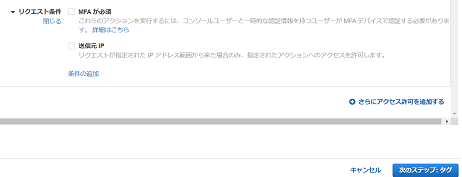 リクエスト条件
閉じる
MFA が必須
これらのアクションを実行するには、コンソールユーザーと一時的な認証情報を持つユーザーが MFA デバイスで認証する必要がありま
す。詳細はこちら
送信元 IP
リクエストが指定された IP アドレス範囲から来た場合のみ、指定されたアクションへのアクセスを許可します。
条件の追加
さらにアクセス許可を追加する
キャンセル
次のステップ: タグ